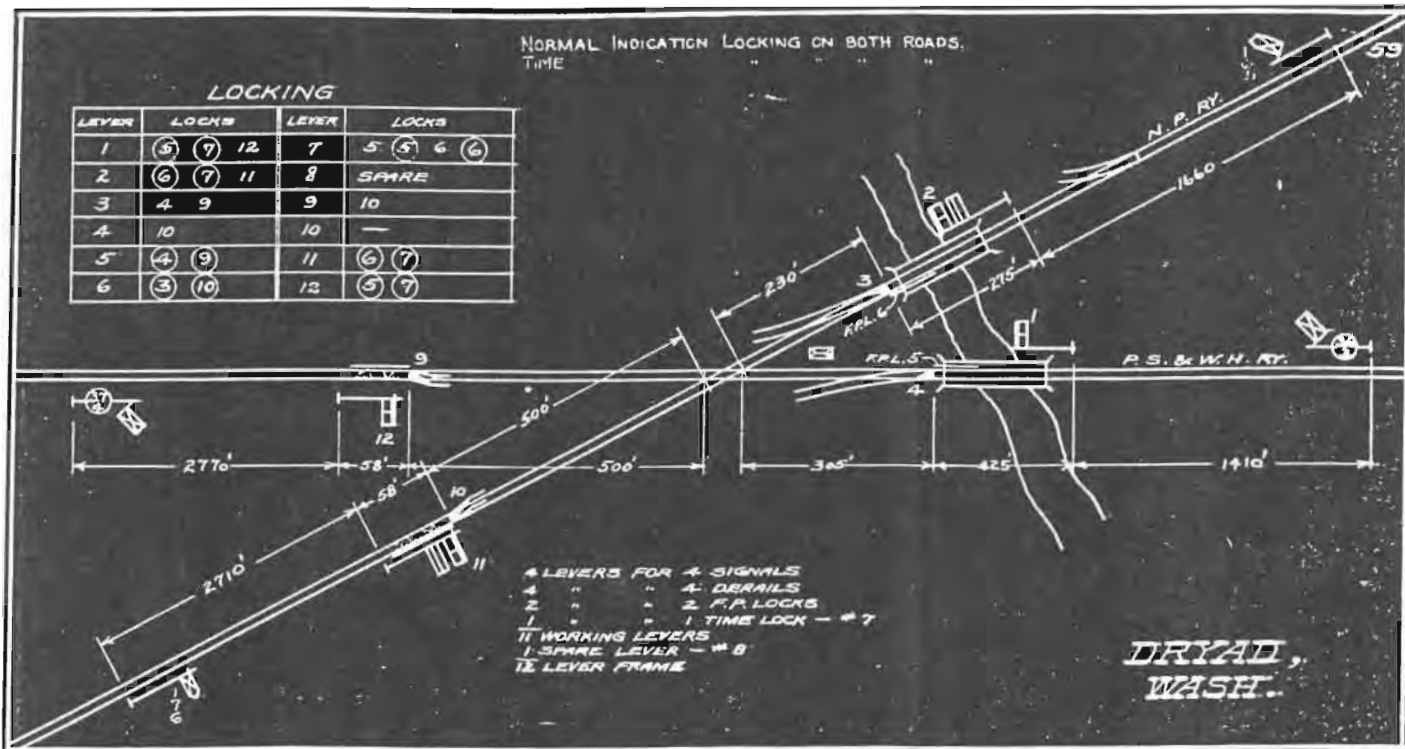 NORMAL INDICATION LOCKING ON BOTH ROADS.
TIME " " " " "
LOCKING
LEVER LOCKS LEVER LOCKS
1 ⑤ ⑦ 12 7 5 ⑤ 6 ⑥
2 ⑥ ⑦ 11 8 SPARE
3 4 9 9 10
4 10 10 —
5 ④ ⑨ 11 ⑥ ⑦
6 ③ ⑩ 12 ⑤ ⑦
59
N. P. RY.
1660
2
230'
3
F.P.L. 6
275'
1
F.P.L. 5
P. S. & W. H. RY.
9
4
500'
12
2770'
58'
500'
305'
425'
1410'
58'
10
2710'
11
4 LEVERS FOR 4 SIGNALS
4 " " 4 DERAILS
2 " " 2 F.P. LOCKS
1 " " 1 TIME LOCK — #7
11 WORKING LEVERS
1 SPARE LEVER — #8
12 LEVER FRAME
1
7
6
DRYAD,
WASH.